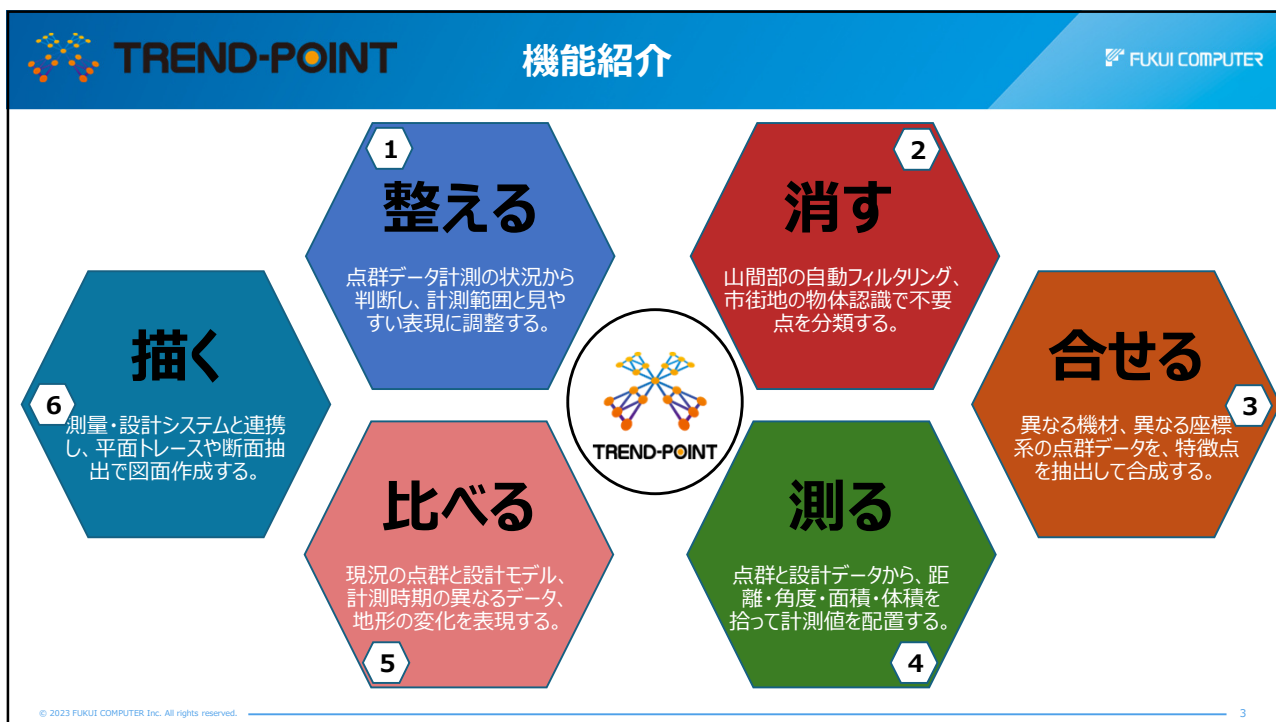 TREND-POINT
機能紹介
FUKUI COMPUTER
1
整える
点群データ計測の状況から
判断し、計測範囲と見や
すい表現に調整する。
2
消す
山間部の自動フィルタリング、
市街地の物体認識で不要
点を分類する。
合せる
3
異なる機材、異なる座標
系の点群データを、特徴点
を抽出して合成する。
測る
点群と設計データから、距
離・角度・面積・体積を
拾って計測値を配置する。
4
比べる
現況の点群と設計モデル、
計測時期の異なるデータ、
地形の変化を表現する。
5
描く
6
測量・設計システムと連携
し、平面トレースや断面抽
出で図面作成する。
TREND-POINT
© 2023 FUKUI COMPUTER Inc. All rights reserved.
3